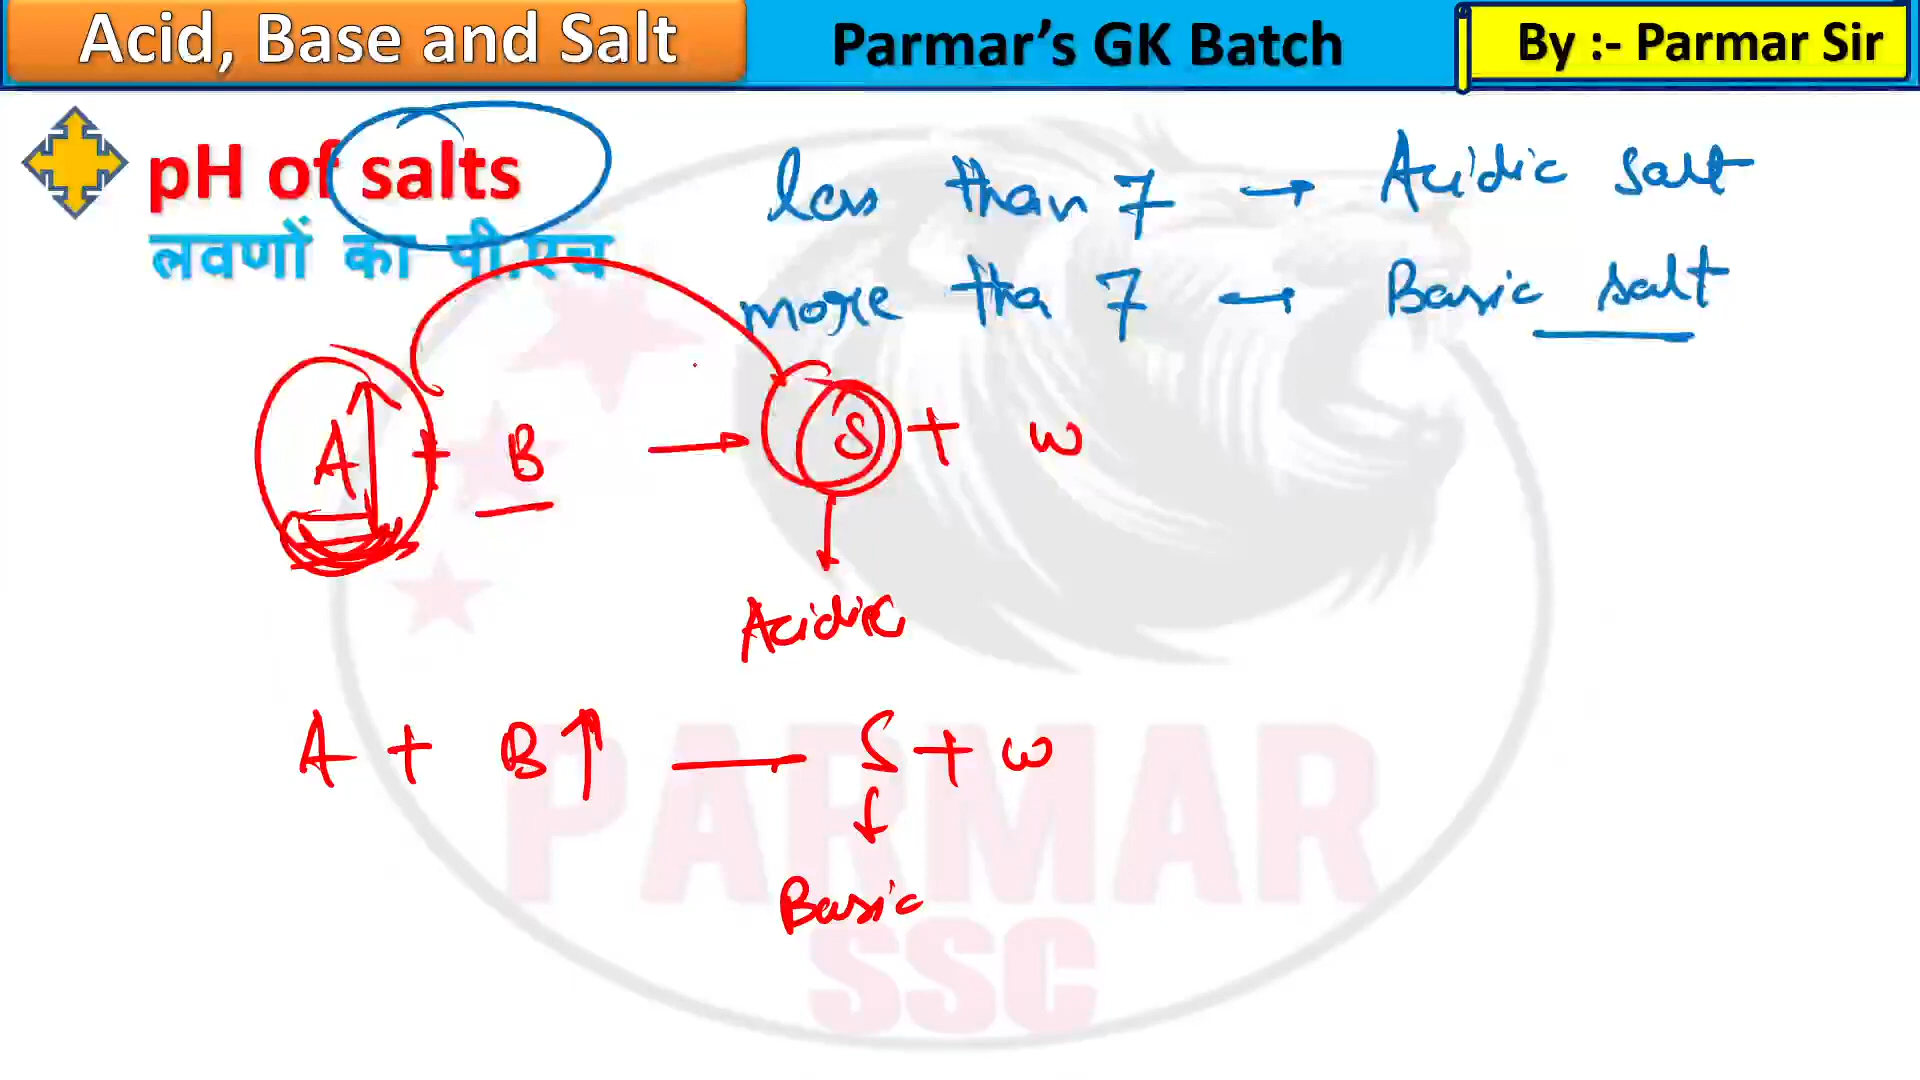 Acid, Base and Salt
Parmar's GK Batch
By :- Parmar Sir
pH of salts
लवणों का पी.एच
less than 7 → Acidic salt
more tha 7 → Basic salt
A↑ + B → S + w
Acidic
A + B↑ — S + w
Basic
PARMAR
SSC